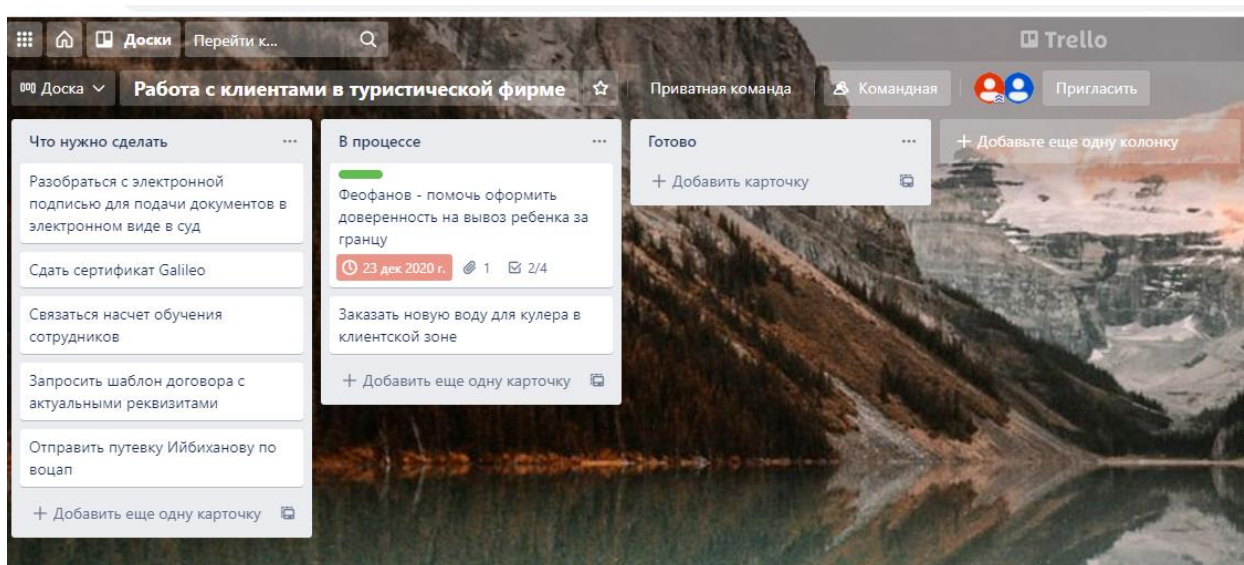 Доски
Перейти к...
Trello
Доска
Работа с клиентами в туристической фирме
Приватная команда
Командная
Пригласить
Что нужно сделать
Разобраться с электронной
подписью для подачи документов в
электронном виде в суд
Сдать сертификат Galileo
Связаться насчет обучения
сотрудников
Запросить шаблон договора с
актуальными реквизитами
Отправить путевку Ийбиханову по
воцап
+ Добавить еще одну карточку
В процессе
Феофанов - помочь оформить
доверенность на вывоз ребенка за
гранцу
23 дек 2020 г. 1 2/4
Заказать новую воду для кулера в
клиентской зоне
+ Добавить еще одну карточку
Готово
+ Добавить карточку
+ Добавьте еще одну колонку